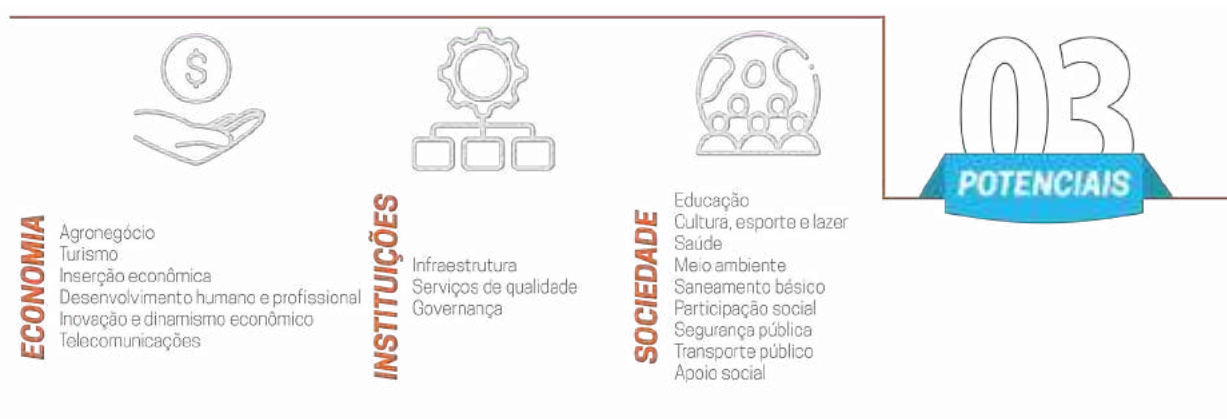 03
POTENCIAIS
$
ECONOMIA
Agronegócio
Turismo
Inserção econômica
Desenvolvimento humano e profissional
Inovação e dinamismo econômico
Telecomunicações
INSTITUIÇÕES
Infraestrutura
Serviços de qualidade
Governança
SOCIEDADE
Educação
Cultura, esporte e lazer
Saúde
Meio ambiente
Saneamento básico
Participação social
Segurança pública
Transporte público
Apoio social